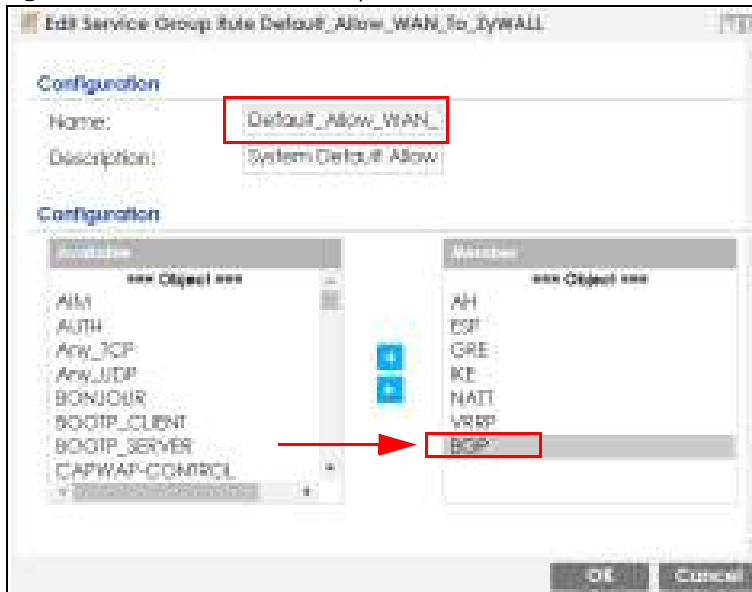 Edit Service Group Rule Default_Allow_WAN_To_ZyWALL
Configuration
Name: Default_Allow_WAN_
Description: System Default Allow
Configuration
Available
Member
=== Object ===
=== Object ===
AIM
AUTH
Any_TCP
Any_UDP
BONJOUR
BOOTP_CLIENT
BOOTP_SERVER
CAPWAP-CONTROL
AH
ESP
GRE
IKE
NATT
VRRP
BGP
OK
Cancel